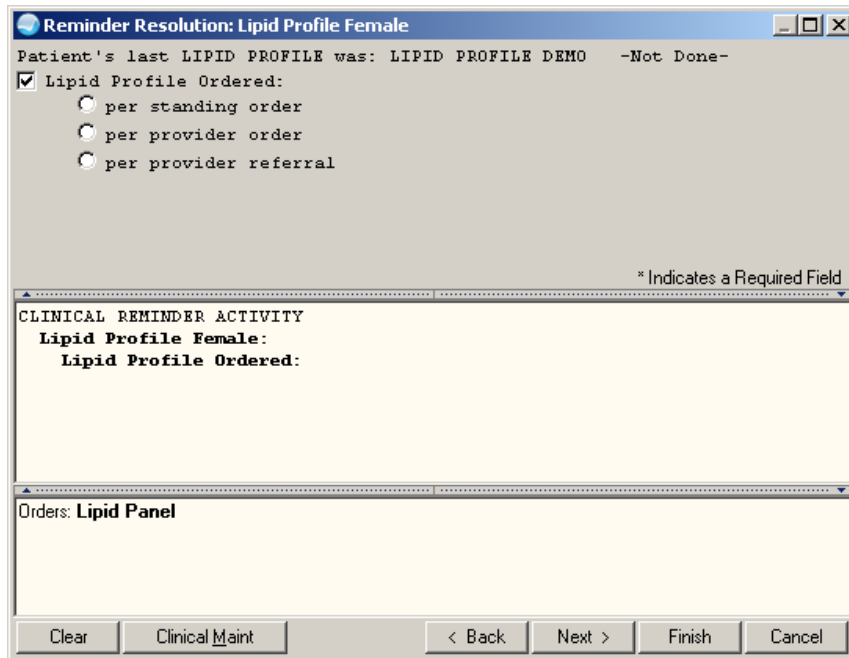 Reminder Resolution: Lipid Profile Female
Patient's last LIPID PROFILE was: LIPID PROFILE DEMO -Not Done-
Lipid Profile Ordered:
per standing order
per provider order
per provider referral
* Indicates a Required Field
CLINICAL REMINDER ACTIVITY
Lipid Profile Female:
Lipid Profile Ordered:
Orders: Lipid Panel
Clear Clinical Maint < Back Next > Finish Cancel